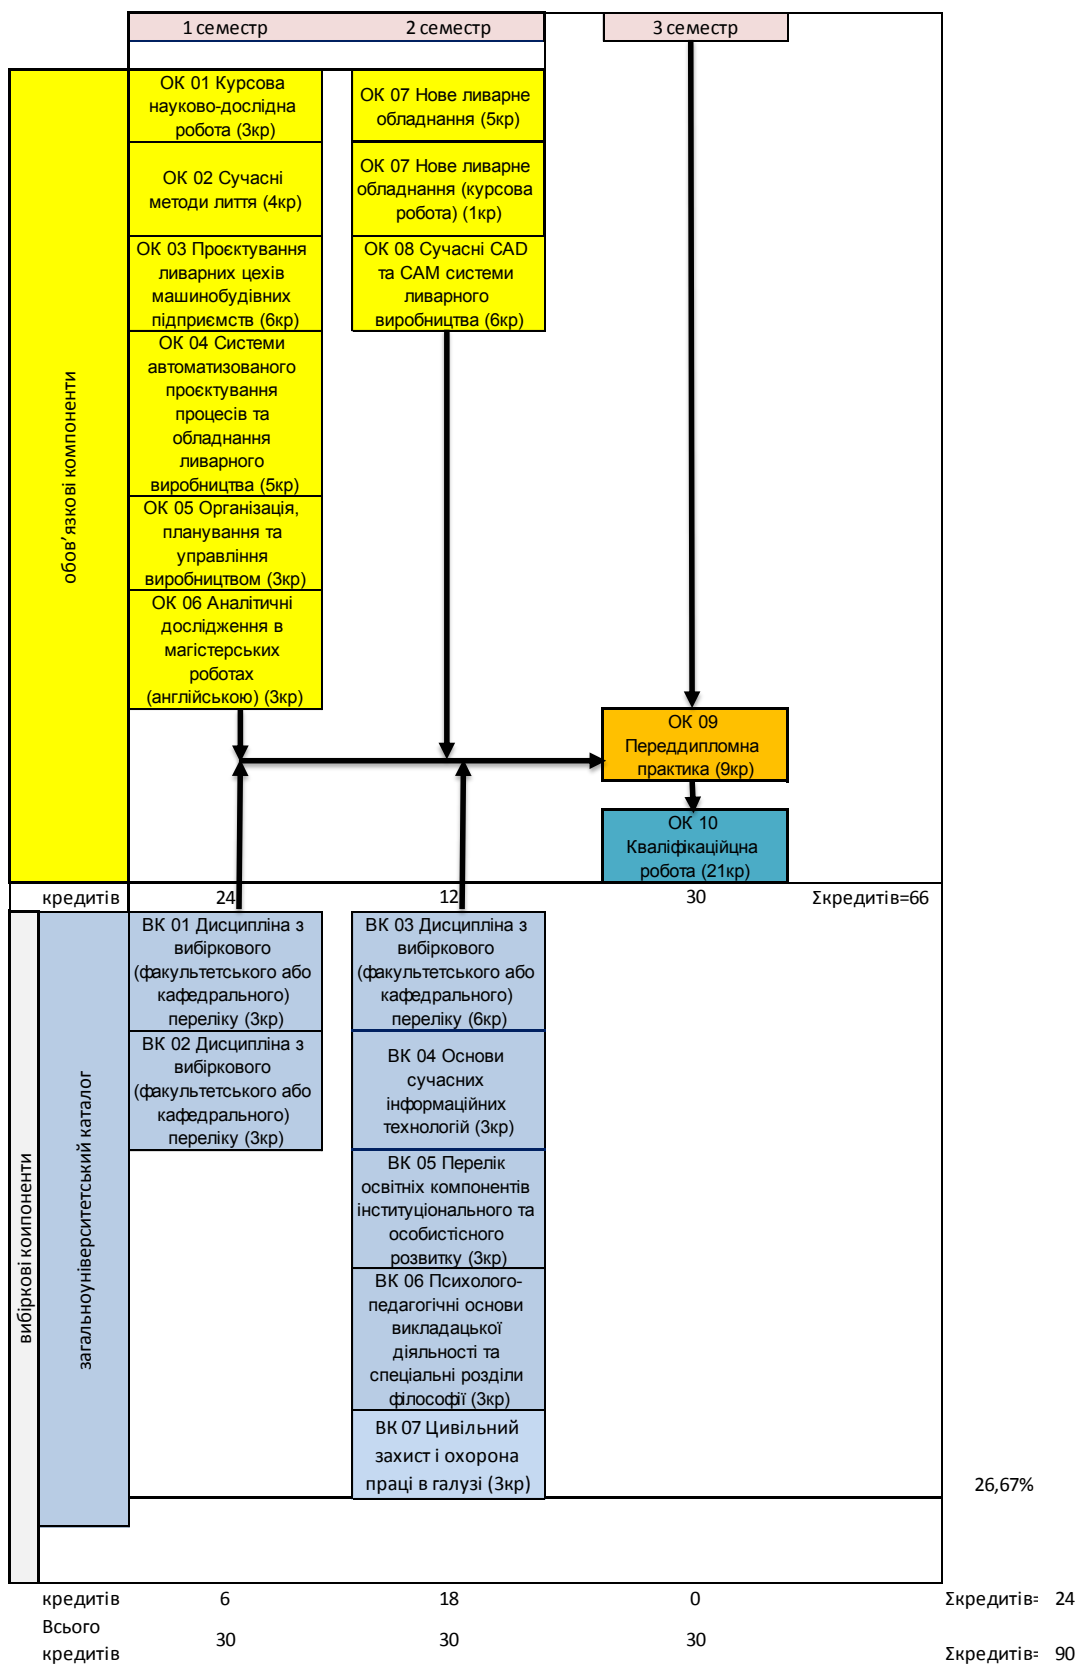 1 семестр
2 семестр
3 семестр
обов'язкові компоненти
ОК 01 Курсова
науково-дослідна
робота (3кр)
ОК 02 Сучасні
методи лиття (4кр)
ОК 03 Проєктування
ливарних цехів
машинобудівних
підприємств (6кр)
ОК 04 Системи
автоматизованого
проєктування
процесів та
обладнання
ливарного
виробництва (5кр)
ОК 05 Організація,
планування та
управління
виробництвом (3кр)
ОК 06 Аналітичні
дослідження в
магістерських
роботах
(англійською) (3кр)
ОК 07 Нове ливарне
обладнання (5кр)
ОК 07 Нове ливарне
обладнання (курсова
робота) (1кр)
ОК 08 Сучасні CAD
та САМ системи
ливарного
виробництва (6кр)
ОК 09
Переддипломна
практика (9кр)
ОК 10
Кваліфікаційцна
робота (21кр)
кредитів
24
12
30
Σкредитів=66
вибіркові коипоненти
загальноуніверситетський каталог
ВК 01 Дисципліна з
вибіркового
(факультетського або
кафедрального)
переліку (3кр)
ВК 02 Дисципліна з
вибіркового
(факультетського або
кафедрального)
переліку (3кр)
ВК 03 Дисципліна з
вибіркового
(факультетського або
кафедрального)
переліку (6кр)
ВК 04 Основи
сучасних
інформаційних
технологій (3кр)
ВК 05 Перелік
освітніх компонентів
інституціонального та
особистісного
розвитку (3кр)
ВК 06 Психолого-
педагогічні основи
викладацької
діяльності та
спеціальні розділи
філософії (3кр)
ВК 07 Цивільний
захист і охорона
праці в галузі (3кр)
26,67%
кредитів
6
18
0
Σкредитів= 24
Всього
кредитів
30
30
30
Σкредитів= 90